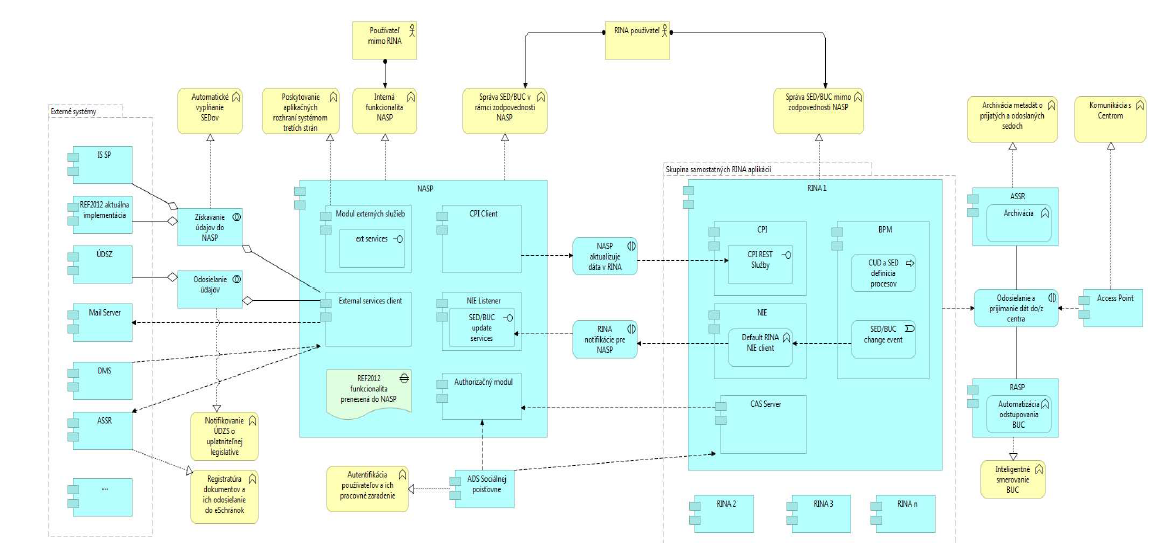 Používateľ
mimo RINA
RINA používateľ
Externé systémy
Automatické
vypĺňanie
SEDov
Poskytovanie
aplikačných
rozhraní systémom
tretích strán
Interná
funkcionalita
NASP
Správa SED/BUC v
rámci zodpovednosti
NASP
Správa SED/BUC mimo
zodpovednosti NASP
Archivácia metadát o
prijatých a odoslaných
sedoch
Komunikácia s
Centrom
IS SP
REF2012 aktuálna
implementácia
ÚDSZ
Mail Server
DMS
ASSR
...
Získavanie
údajov do
NASP
Odosielanie
údajov
Notifikovanie
ÚDZS o
uplatniteľnej
legislative
Registratúra
dokumentov a
ich odosielanie
do eSchránok
NASP
Modul externých služieb
ext services
CPI Client
External services client
NIE Listener
SED/BUC
update
services
REF2012
funkcionalita
prenesená do NASP
Authorizačný modul
Autentifikácia
používateľov a ich
pracovné zaradenie
ADS Sociálnej
poisťovne
NASP
aktualizuje
dáta v RINA
RINA
notifikácie pre
NASP
Skupina samostatných RINA aplikácií
RINA 1
CPI
CPI REST
Služby
BPM
CUD a SED
definícia
procesov
NIE
Default RINA
NIE client
SED/BUC
change event
CAS Server
RINA 2
RINA 3
RINA n
ASSR
Archivácia
Odosielanie a
prijímanie dát do/z
centra
Access Point
RASP
Automatizácia
odstupovania
BUC
Inteligentné
smerovanie
BUC